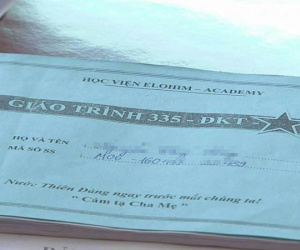 HỌC VIỆN ELOHIM - ACADEMY
GIÁO TRÌNH 335 - ĐKT
HỌ VÀ TÊN
MÃ SỐ SS
Nước Thiên Đàng ngay trước mắt chúng ta!
"Cảm tạ Cha Mẹ"